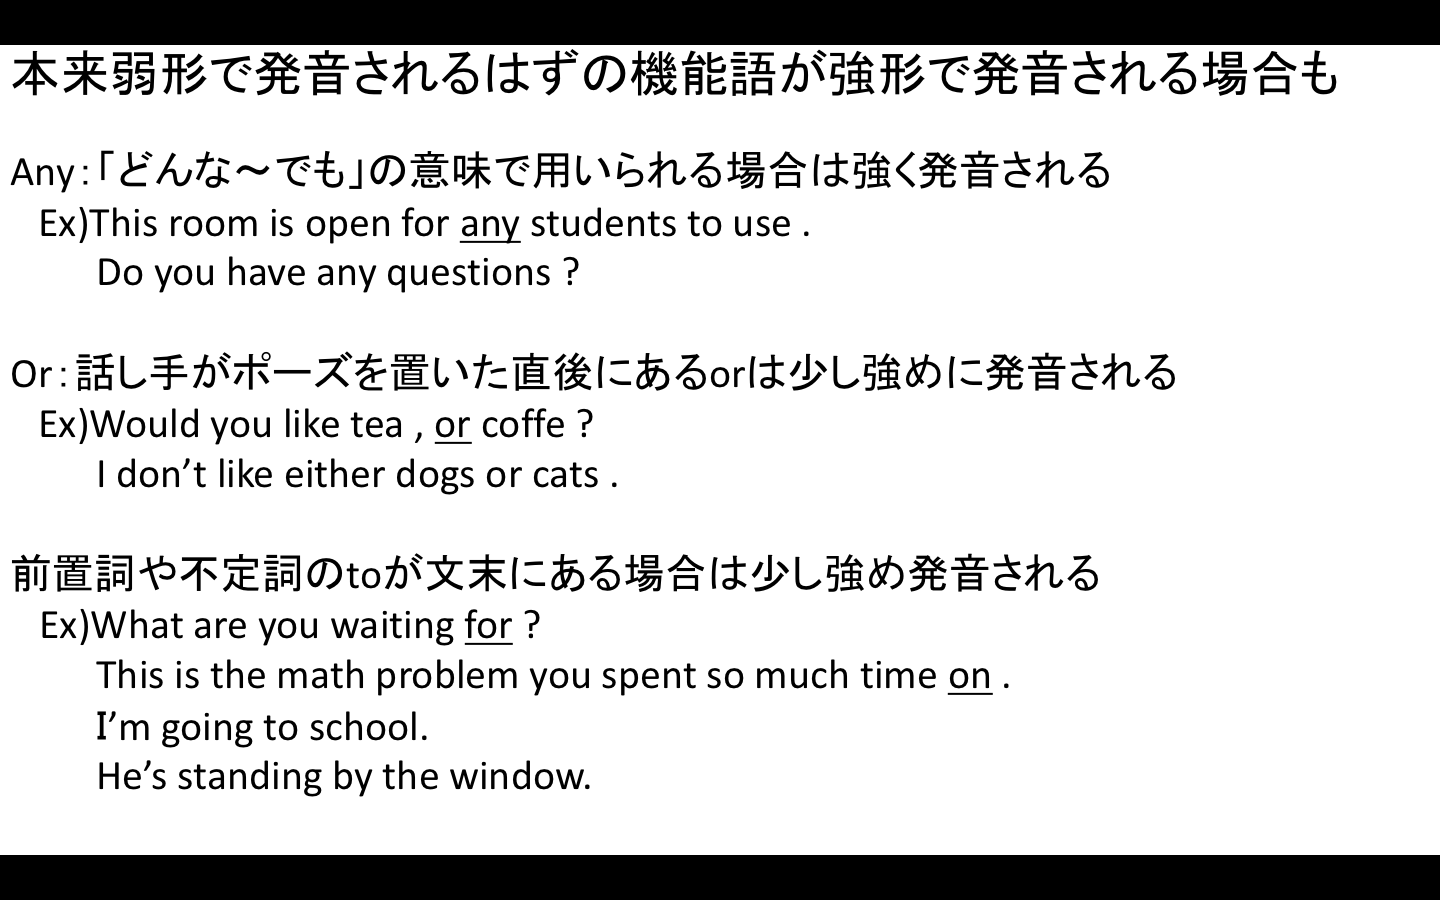 本来弱形で発音されるはずの機能語が強形で発音される場合も
Any：「どんな～でも」の意味で用いられる場合は強く発音される
Ex)This room is open for any students to use .
Do you have any questions ?
Or：話し手がポーズを置いた直後にあるorは少し強めに発音される
Ex)Would you like tea , or coffe ?
I don’t like either dogs or cats .
前置詞や不定詞のtoが文末にある場合は少し強め発音される
Ex)What are you waiting for ?
This is the math problem you spent so much time on .
I’m going to school.
He’s standing by the window.